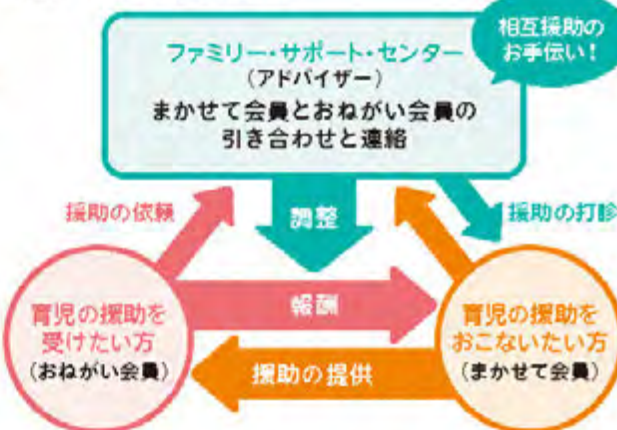 相互援助の
お手伝い!
ファミリー・サポート・センター
(アドバイザー)
まかせて会員とおねがい会員の
引き合わせと連絡
援助の依頼
調整
援助の打診
報酬
育児の援助を
受けたい方
(おねがい会員)
育児の援助を
おこないたい方
(まかせて会員)
援助の提供